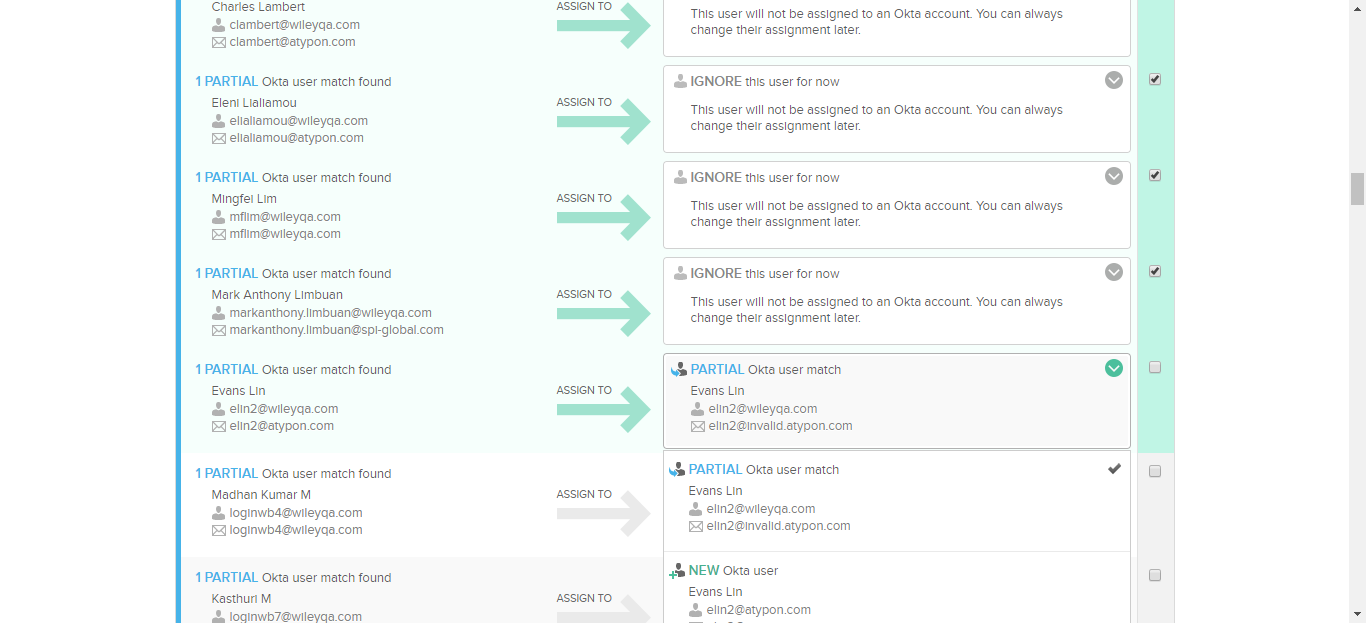 Charles Lambert
clambert@wileyqa.com
clambert@atypon.com
ASSIGN TO
This user will not be assigned to an Okta account. You can always
change their assignment later.
1 PARTIAL Okta user match found
Eleni Lialiamou
elialiamou@wileyqa.com
elialiamou@atypon.com
ASSIGN TO
IGNORE this user for now
This user will not be assigned to an Okta account. You can always
change their assignment later.
1 PARTIAL Okta user match found
Mingfei Lim
mflim@wileyqa.com
mflim@wileyqa.com
ASSIGN TO
IGNORE this user for now
This user will not be assigned to an Okta account. You can always
change their assignment later.
1 PARTIAL Okta user match found
Mark Anthony Limbuan
markanthony.limbuan@wileyqa.com
markanthony.limbuan@spi-global.com
ASSIGN TO
IGNORE this user for now
This user will not be assigned to an Okta account. You can always
change their assignment later.
1 PARTIAL Okta user match found
Evans Lin
elin2@wileyqa.com
elin2@atypon.com
ASSIGN TO
PARTIAL Okta user match
Evans Lin
elin2@wileyqa.com
elin2@invalid.atypon.com
1 PARTIAL Okta user match found
Madhan Kumar M
loginwb4@wileyqa.com
loginwb4@wileyqa.com
ASSIGN TO
PARTIAL Okta user match
Evans Lin
elin2@wileyqa.com
elin2@invalid.atypon.com
1 PARTIAL Okta user match found
Kasthuri M
loginwb7@wileyqa.com
ASSIGN TO
NEW Okta user
Evans Lin
elin2@atypon.com